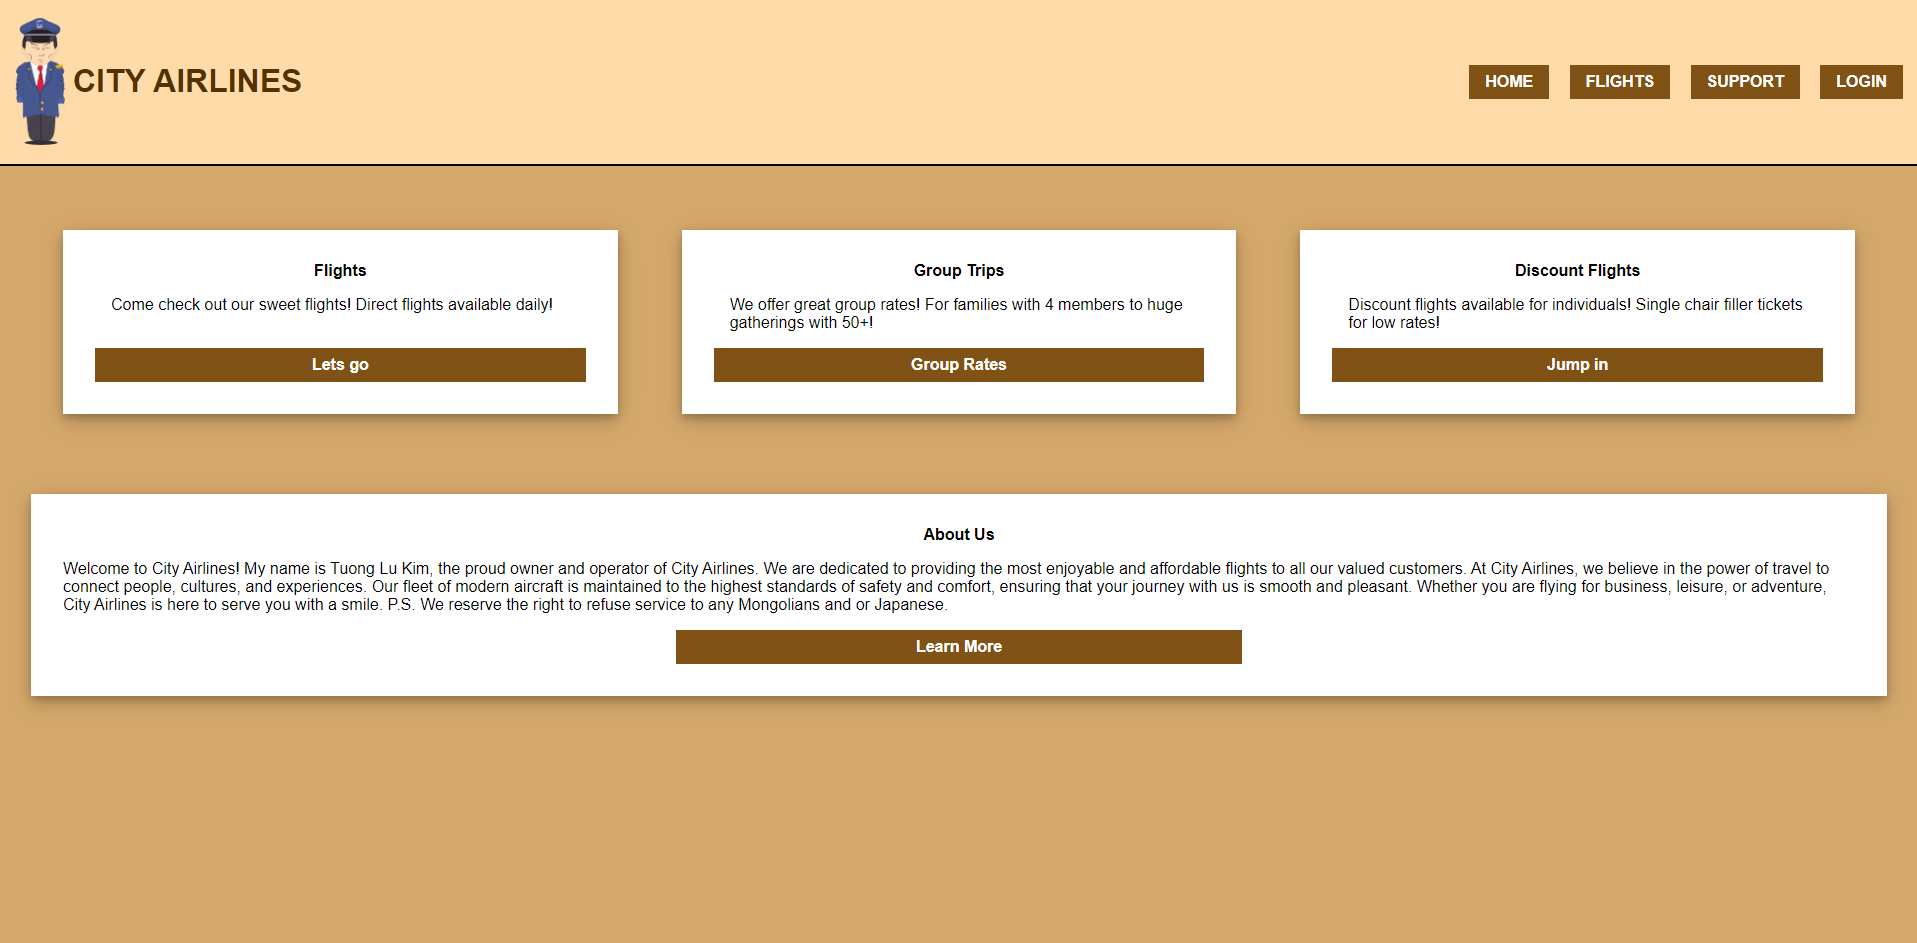 CITY AIRLINES
HOME FLIGHTS SUPPORT LOGIN
Flights
Come check out our sweet flights! Direct flights available daily!
Lets go
Group Trips
We offer great group rates! For families with 4 members to huge
gatherings with 50+!
Group Rates
Discount Flights
Discount flights available for individuals! Single chair filler tickets
for low rates!
Jump in
About Us
Welcome to City Airlines! My name is Tuong Lu Kim, the proud owner and operator of City Airlines. We are dedicated to providing the most enjoyable and affordable flights to all our valued customers. At City Airlines, we believe in the power of travel to
connect people, cultures, and experiences. Our fleet of modern aircraft is maintained to the highest standards of safety and comfort, ensuring that your journey with us is smooth and pleasant. Whether you are flying for business, leisure, or adventure,
City Airlines is here to serve you with a smile. P.S. We reserve the right to refuse service to any Mongolians and or Japanese.
Learn More